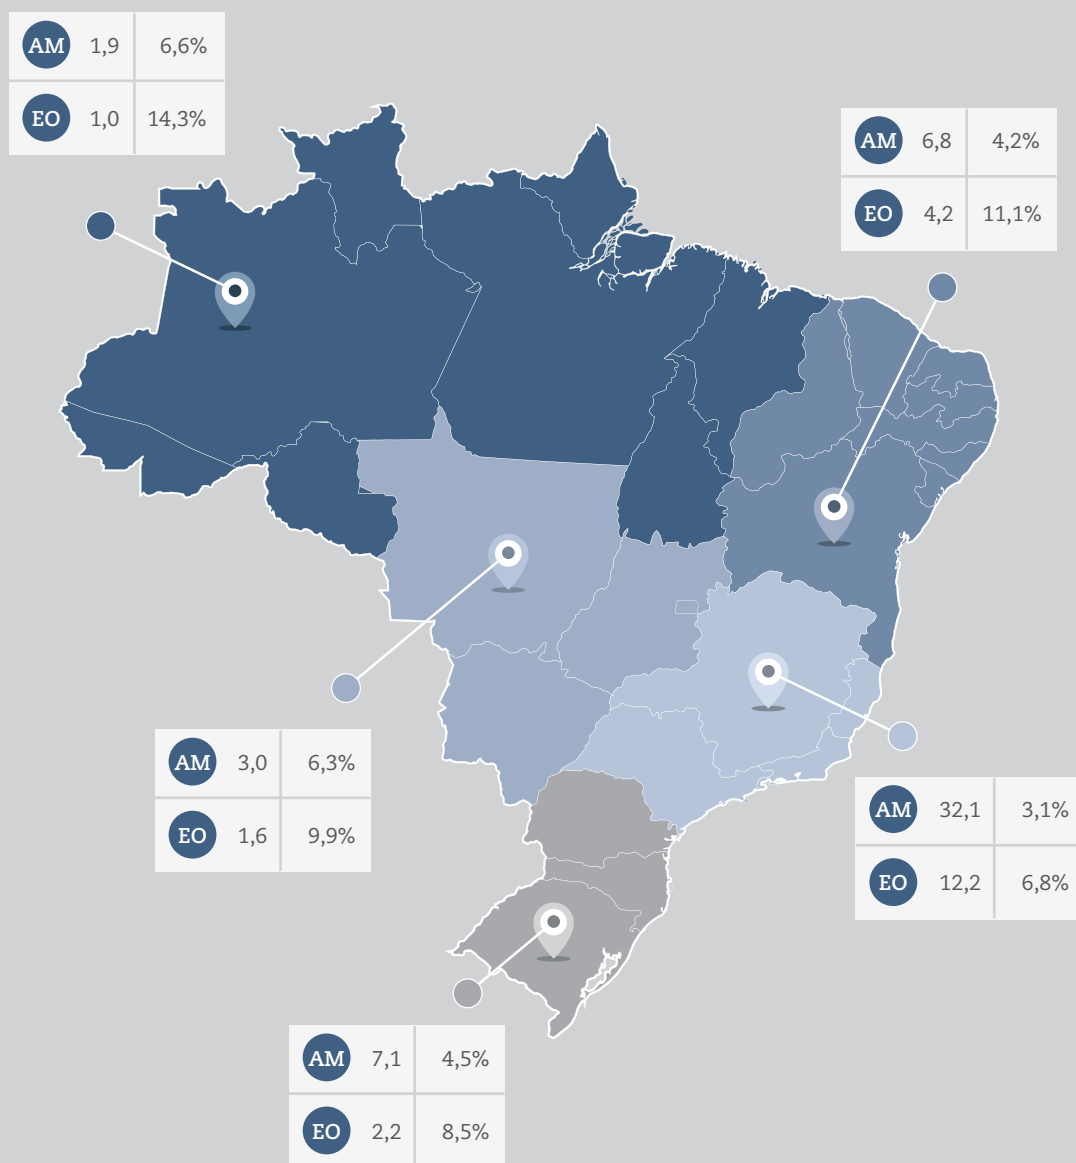 AM 1,9 6,6%
EO 1,0 14,3%
AM 6,8 4,2%
EO 4,2 11,1%
AM 3,0 6,3%
EO 1,6 9,9%
AM 32,1 3,1%
EO 12,2 6,8%
AM 7,1 4,5%
EO 2,2 8,5%